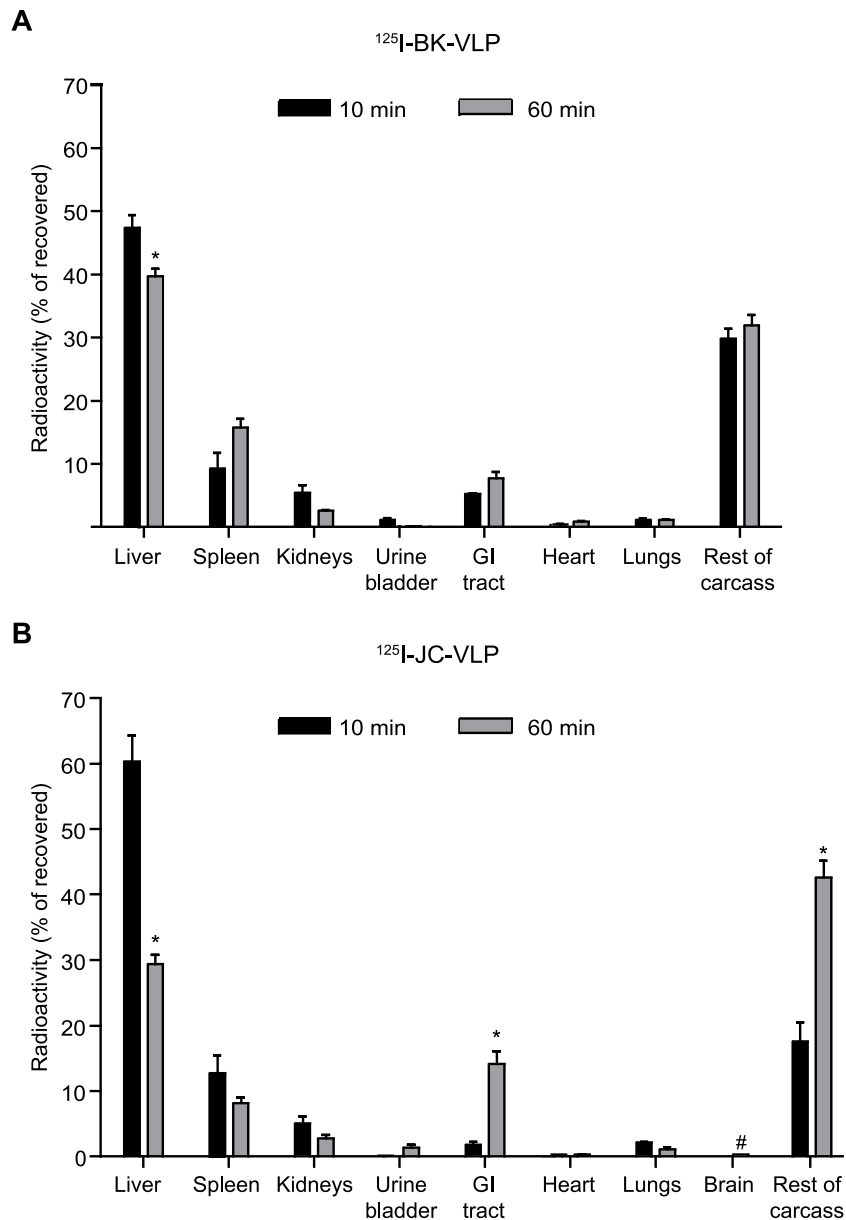 A
¹²⁵I-BK-VLP
10 min 60 min
Radioactivity (% of recovered)
70
60
50
40
30
20
10
*
Liver Spleen Kidneys Urine bladder GI tract Heart Lungs Rest of carcass
B
¹²⁵I-JC-VLP
10 min 60 min
Radioactivity (% of recovered)
70
60
50
40
30
20
10
0
*
*
#
*
Liver Spleen Kidneys Urine bladder GI tract Heart Lungs Brain Rest of carcass